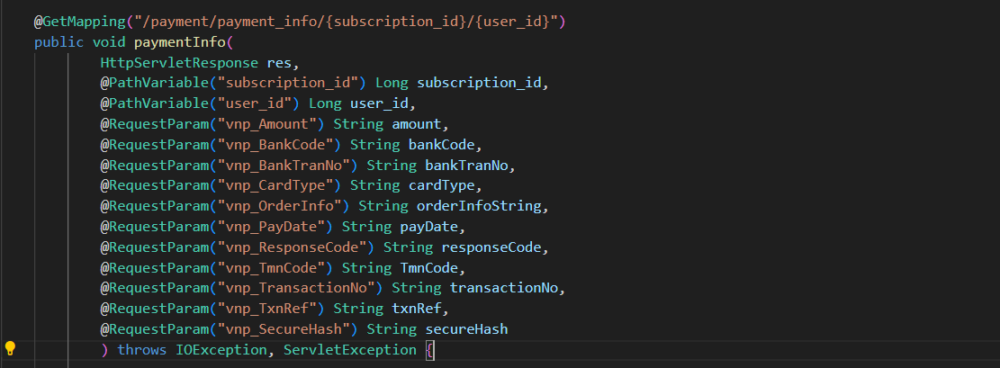 @GetMapping("/payment/payment_info/{subscription_id}/{user_id}")
public void paymentInfo(
HttpServletResponse res,
@PathVariable("subscription_id") Long subscription_id,
@PathVariable("user_id") Long user_id,
@RequestParam("vnp_Amount") String amount,
@RequestParam("vnp_BankCode") String bankCode,
@RequestParam("vnp_BankTranNo") String bankTranNo,
@RequestParam("vnp_CardType") String cardType,
@RequestParam("vnp_OrderInfo") String orderInfoString,
@RequestParam("vnp_PayDate") String payDate,
@RequestParam("vnp_ResponseCode") String responseCode,
@RequestParam("vnp_TmnCode") String TmnCode,
@RequestParam("vnp_TransactionNo") String transactionNo,
@RequestParam("vnp_TxnRef") String txnRef,
@RequestParam("vnp_SecureHash") String secureHash
) throws IOException, ServletException {